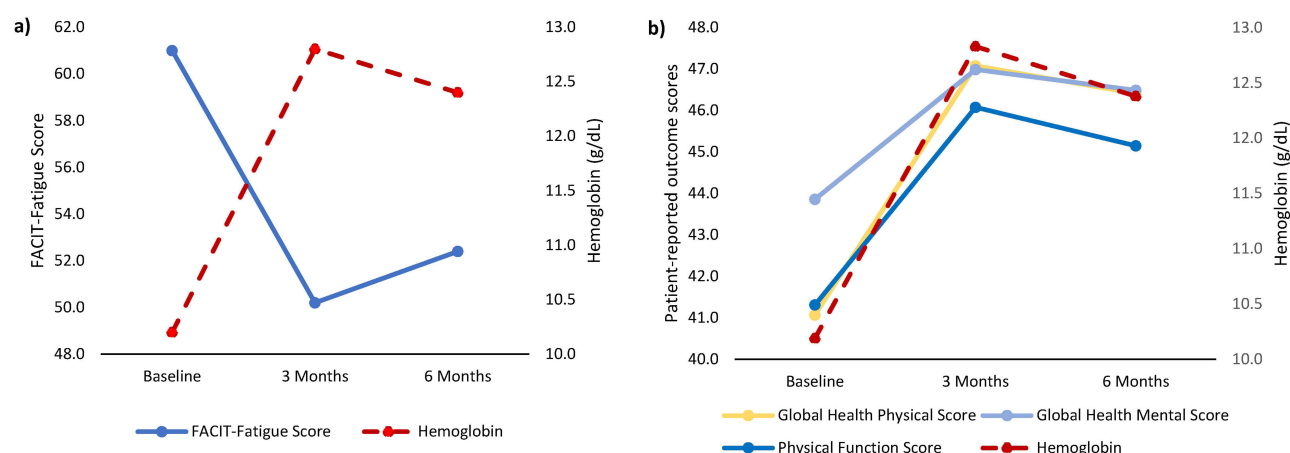 a)
FACIT-Fatigue Score
62.0
60.0
58.0
56.0
54.0
52.0
50.0
48.0
13.0
12.5
12.0
11.5
11.0
10.5
10.0
Hemoglobin (g/dL)
Baseline 3 Months 6 Months
FACIT-Fatigue Score Hemoglobin
b)
Patient-reported outcome scores
48.0
47.0
46.0
45.0
44.0
43.0
42.0
41.0
40.0
13.0
12.5
12.0
11.5
11.0
10.5
10.0
Hemoglobin (g/dL)
Baseline 3 Months 6 Months
Global Health Physical Score Global Health Mental Score
Physical Function Score Hemoglobin